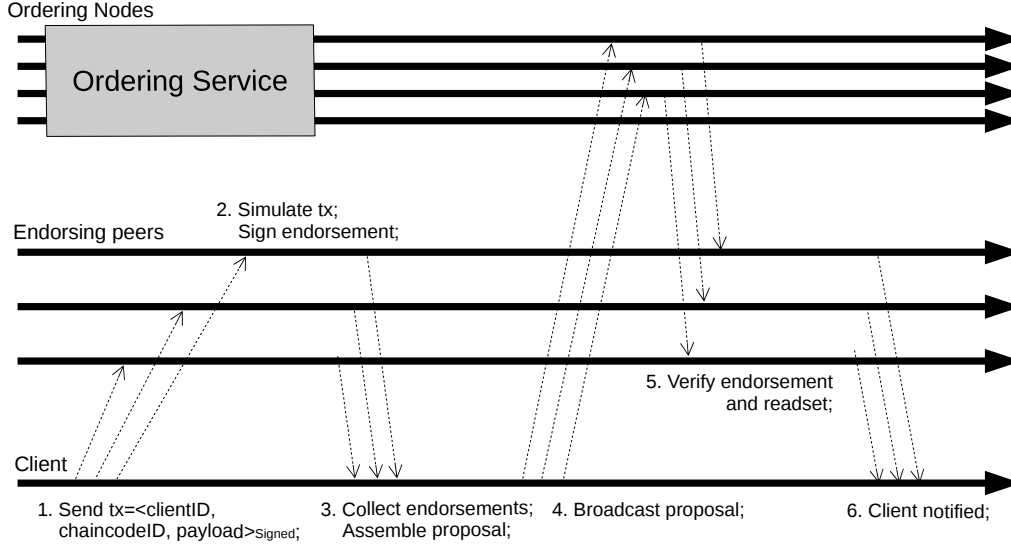 Ordering Nodes
Ordering Service
2. Simulate tx;
Sign endorsement;
Endorsing peers
5. Verify endorsement
and readset;
Client
1. Send tx=<clientID,
chaincodeID, payload>Signed;
3. Collect endorsements;
Assemble proposal;
4. Broadcast proposal;
6. Client notified;